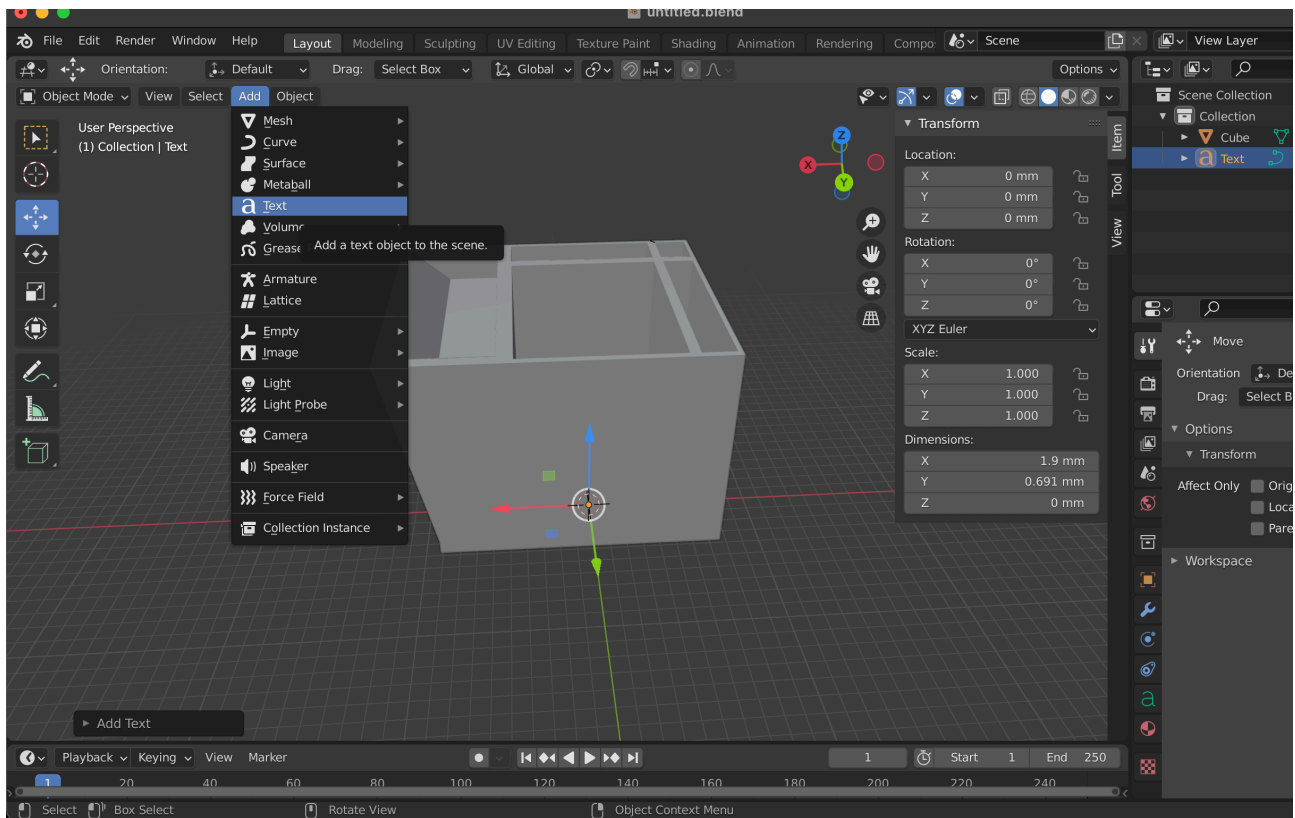 untitled.blend
File Edit Render Window Help Layout Modeling Sculpting UV Editing Texture Paint Shading Animation Rendering Compo Scene View Layer
Orientation: Default Drag: Select Box Global Options
Object Mode View Select Add Object
User Perspective
(1) Collection | Text
Mesh
Curve
Surface
Metaball
Text
Volume
Grease
Add a text object to the scene.
Armature
Lattice
Empty
Image
Light
Light Probe
Camera
Speaker
Force Field
Collection Instance
X
Y
Z
Transform
Location:
X 0 mm
Y 0 mm
Z 0 mm
Rotation:
X 0°
Y 0°
Z 0°
XYZ Euler
Scale:
X 1.000
Y 1.000
Z 1.000
Dimensions:
X 1.9 mm
Y 0.691 mm
Z 0 mm
Item
Tool
View
Scene Collection
Collection
Cube
Text
Move
Orientation De
Drag: Select B
Options
Transform
Affect Only Orig
Loca
Pare
Workspace
Add Text
Playback Keying View Marker 1 Start 1 End 250
1 20 40 60 80 100 120 140 160 180 200 220 240
Select Box Select Rotate View Object Context Menu